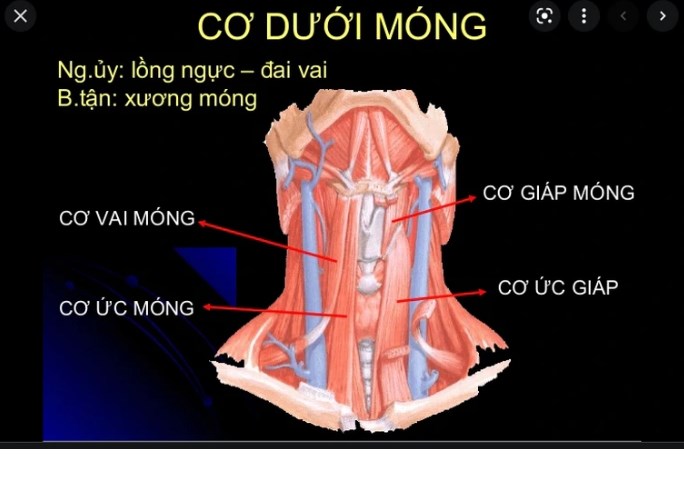 CƠ DƯỚI MÓNG
Ng.ủy: lồng ngực – đai vai
B.tận: xương móng
CƠ GIÁP MÓNG
CƠ VAI MÓNG
CƠ ỨC GIÁP
CƠ ỨC MÓNG